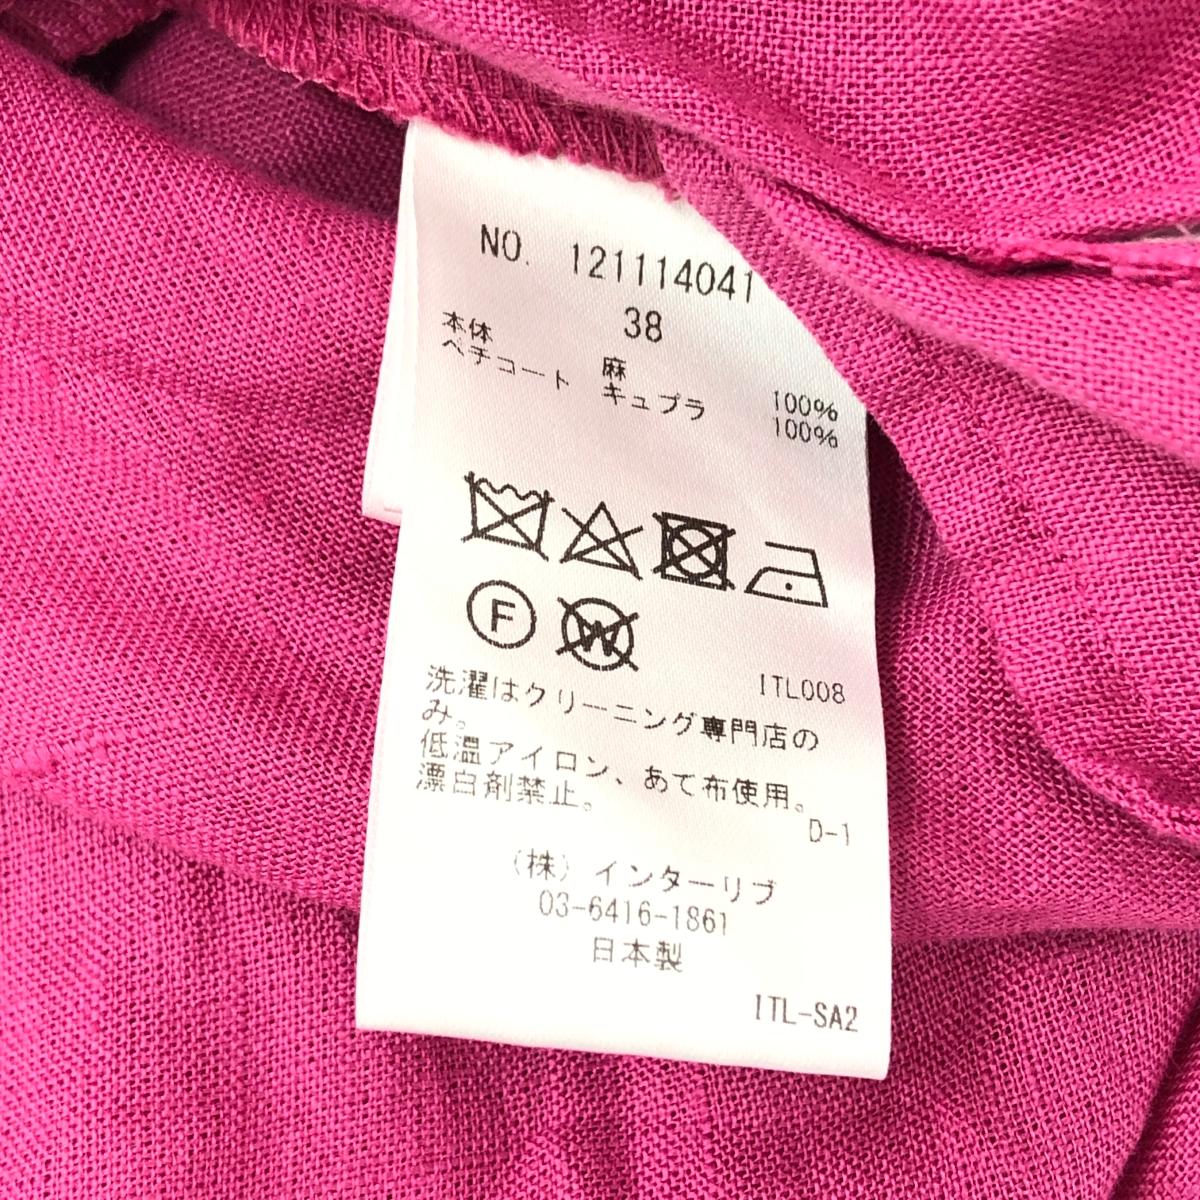 NO. 121114041
38
本体 麻 100%
ペチコート キュプラ 100%
F W
ITL008
洗濯はクリーニング専門店の
み。
低温アイロン、あて布使用。
漂白剤禁止。
D-1
(株)インターリブ
03-6416-1861
日本製
ITL-SA2